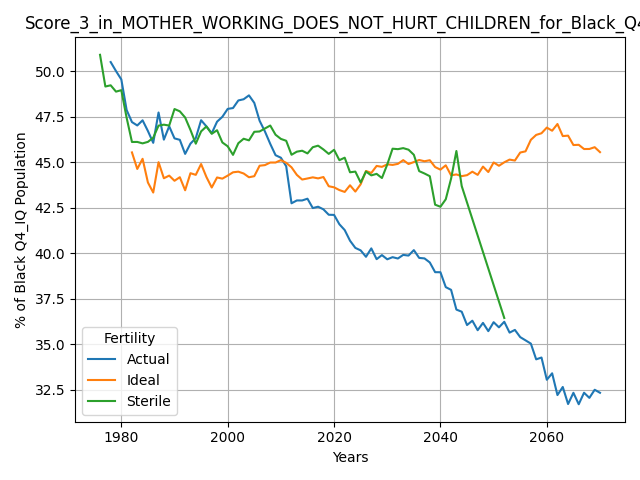 Score_3_in_MOTHER_WORKING_DOES_NOT_HURT_CHILDREN_for_Black_Q4
% of Black Q4_IQ Population
50.0
47.5
45.0
42.5
40.0
37.5
35.0
32.5
Fertility
Actual
Ideal
Sterile
1980
2000
2020
2040
2060
Years